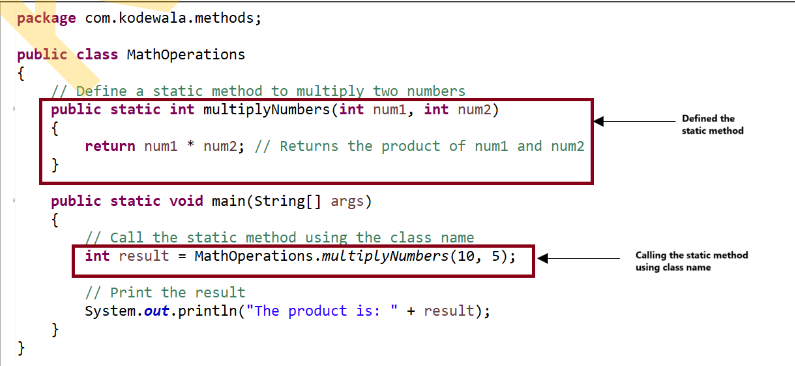 package com.kodewala.methods;
public class MathOperations
{
// Define a static method to multiply two numbers
public static int multiplyNumbers(int num1, int num2)
{
return num1 * num2; // Returns the product of num1 and num2
}
Defined the
static method
public static void main(String[] args)
{
// Call the static method using the class name
int result = MathOperations.multiplyNumbers(10, 5);
Calling the static method
using class name
// Print the result
System.out.println("The product is: " + result);
}
}